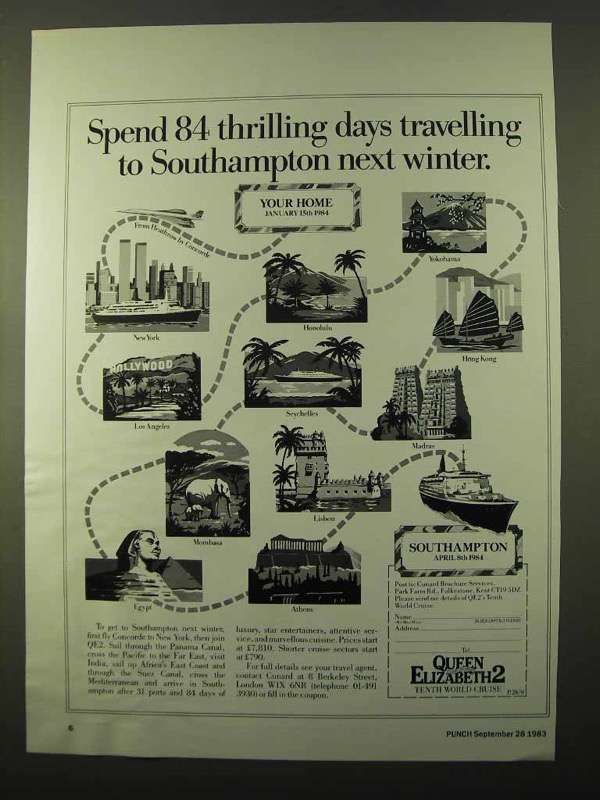 Spend 84 thrilling days travelling
to Southampton next winter.
YOUR HOME
JANUARY 15th 1984
From Heathrow by Concorde
Yokohama
New York
Honolulu
HOLLYWOOD
Hong Kong
Los Angeles
Seychelles
Madras
Mombasa
Lisbon
Egypt
Athens
SOUTHAMPTON
APRIL 8th 1984
To get to Southampton next winter,
first fly Concorde to New York, then join
QE2. Sail through the Panama Canal,
cross the Pacific to the Far East, visit
India, sail up Africa's East Coast and
through the Suez Canal, cross the
Mediterranean and arrive in South-
ampton after 31 ports and 84 days of
luxury, star entertainers, attentive ser-
vice, and marvellous cuisine. Prices start
at £7,810. Shorter cruise sectors start
at £790.
For full details see your travel agent,
contact Cunard at 8 Berkeley Street,
London W1X 6NR (telephone 01-491
3930) or fill in the coupon.
Post to: Cunard Brochure Services,
Park Farm Rd., Folkestone, Kent CT19 5DZ
Please send me details of QE2's Tenth
World Cruise
Name
Address
Tel
QUEEN
ELIZABETH 2
TENTH WORLD CRUISE
6
PUNCH September 28 1983